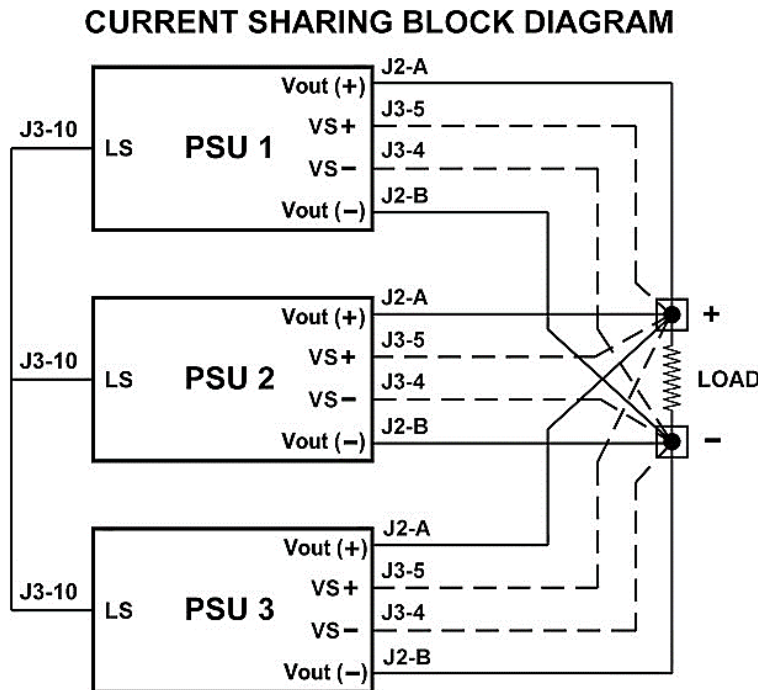 CURRENT SHARING BLOCK DIAGRAM
J2-A
Vout (+)
J3-5
J3-10
VS+
LS
PSU 1
J3-4
VS−
J2-B
Vout (−)
J2-A
Vout (+)
+
J3-5
J3-10
VS+
LS
PSU 2
J3-4
LOAD
VS−
J2-B
Vout (−)
−
J2-A
Vout (+)
J3-5
J3-10
VS+
LS
PSU 3
J3-4
VS−
J2-B
Vout (−)